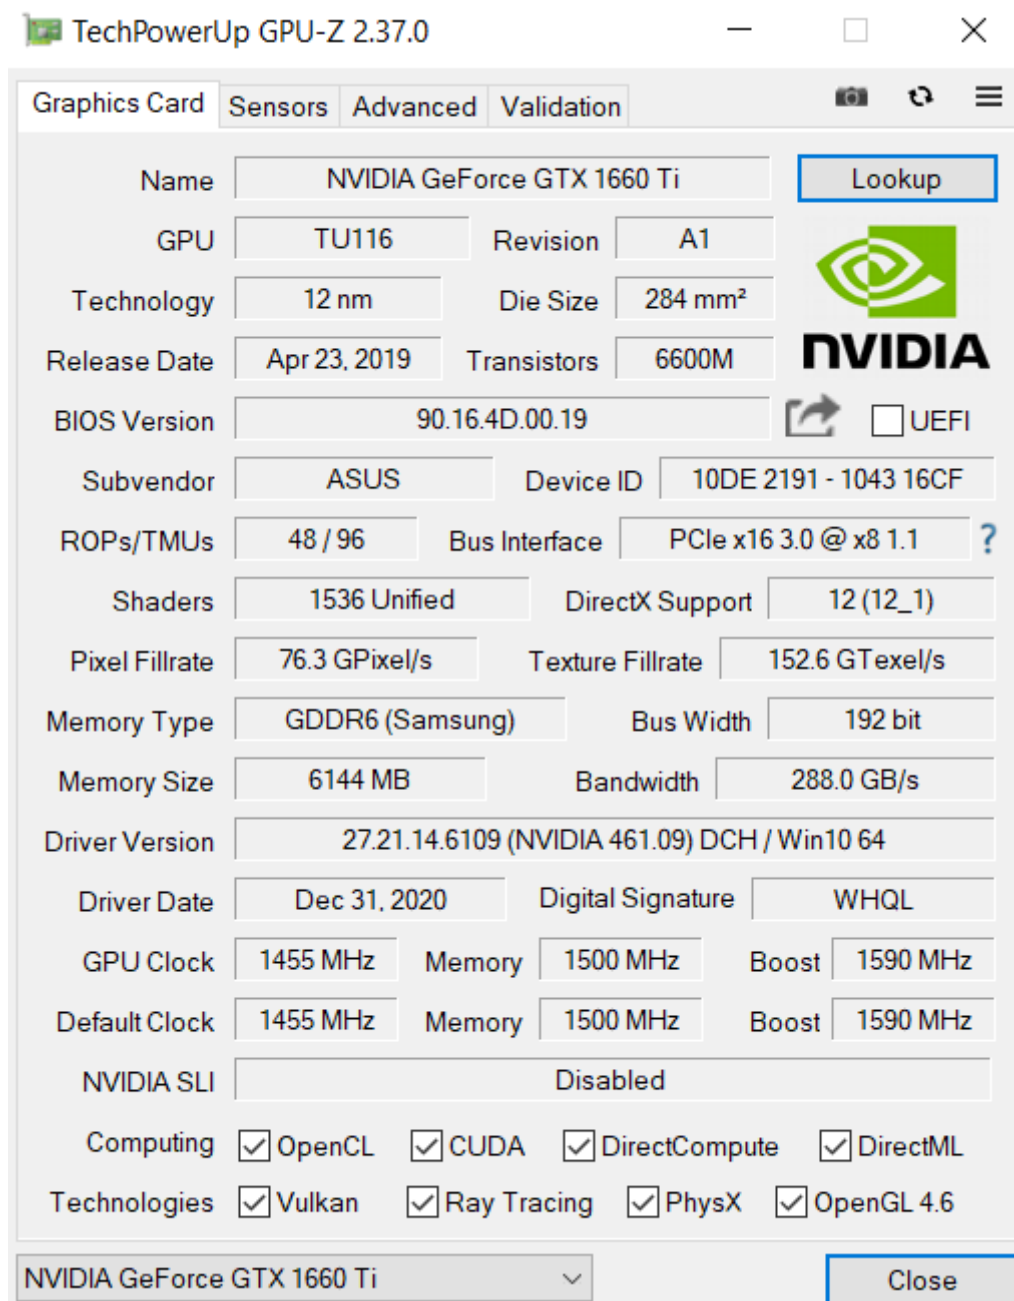 TechPowerUp GPU-Z 2.37.0
Graphics Card Sensors Advanced Validation
Name NVIDIA GeForce GTX 1660 Ti Lookup
GPU TU116 Revision A1
Technology 12 nm Die Size 284 mm²
Release Date Apr 23, 2019 Transistors 6600M
NVIDIA
BIOS Version 90.16.4D.00.19 UEFI
Subvendor ASUS Device ID 10DE 2191 - 1043 16CF
ROPs/TMUs 48 / 96 Bus Interface PCIe x16 3.0 @ x8 1.1 ?
Shaders 1536 Unified DirectX Support 12 (12_1)
Pixel Fillrate 76.3 GPixel/s Texture Fillrate 152.6 GTexel/s
Memory Type GDDR6 (Samsung) Bus Width 192 bit
Memory Size 6144 MB Bandwidth 288.0 GB/s
Driver Version 27.21.14.6109 (NVIDIA 461.09) DCH / Win10 64
Driver Date Dec 31, 2020 Digital Signature WHQL
GPU Clock 1455 MHz Memory 1500 MHz Boost 1590 MHz
Default Clock 1455 MHz Memory 1500 MHz Boost 1590 MHz
NVIDIA SLI Disabled
Computing OpenCL CUDA DirectCompute DirectML
Technologies Vulkan Ray Tracing PhysX OpenGL 4.6
NVIDIA GeForce GTX 1660 Ti Close